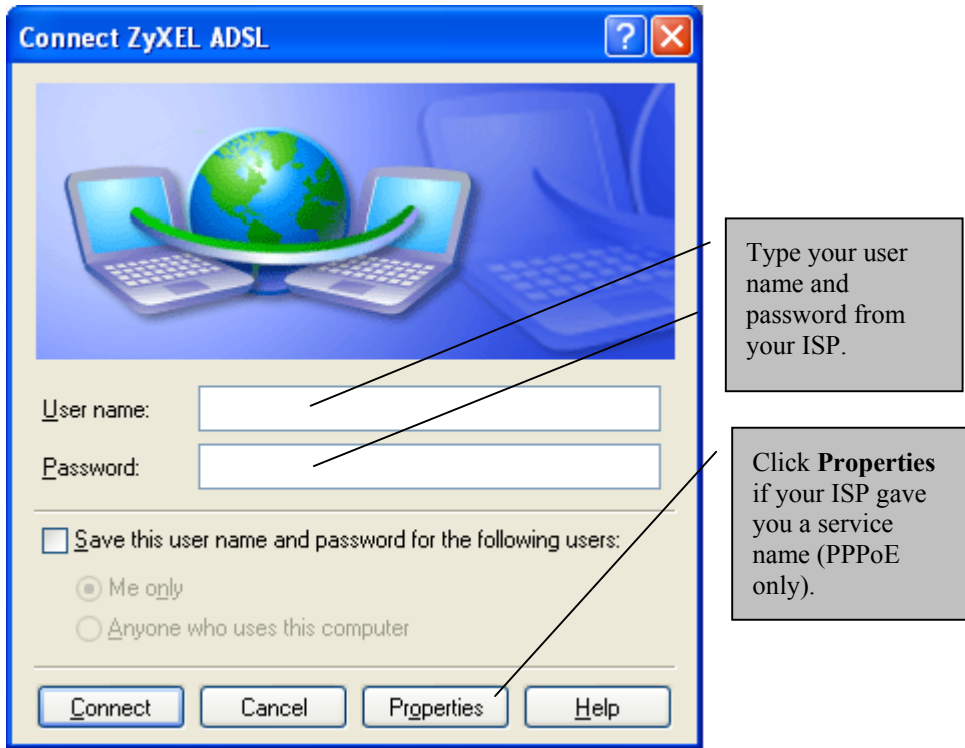 Connect ZyXEL ADSL
Type your user
name and
password from
your ISP.
User name:
Password:
Click Properties
if your ISP gave
you a service
name (PPPoE
only).
Save this user name and password for the following users:
Me only
Anyone who uses this computer
Connect
Cancel
Properties
Help